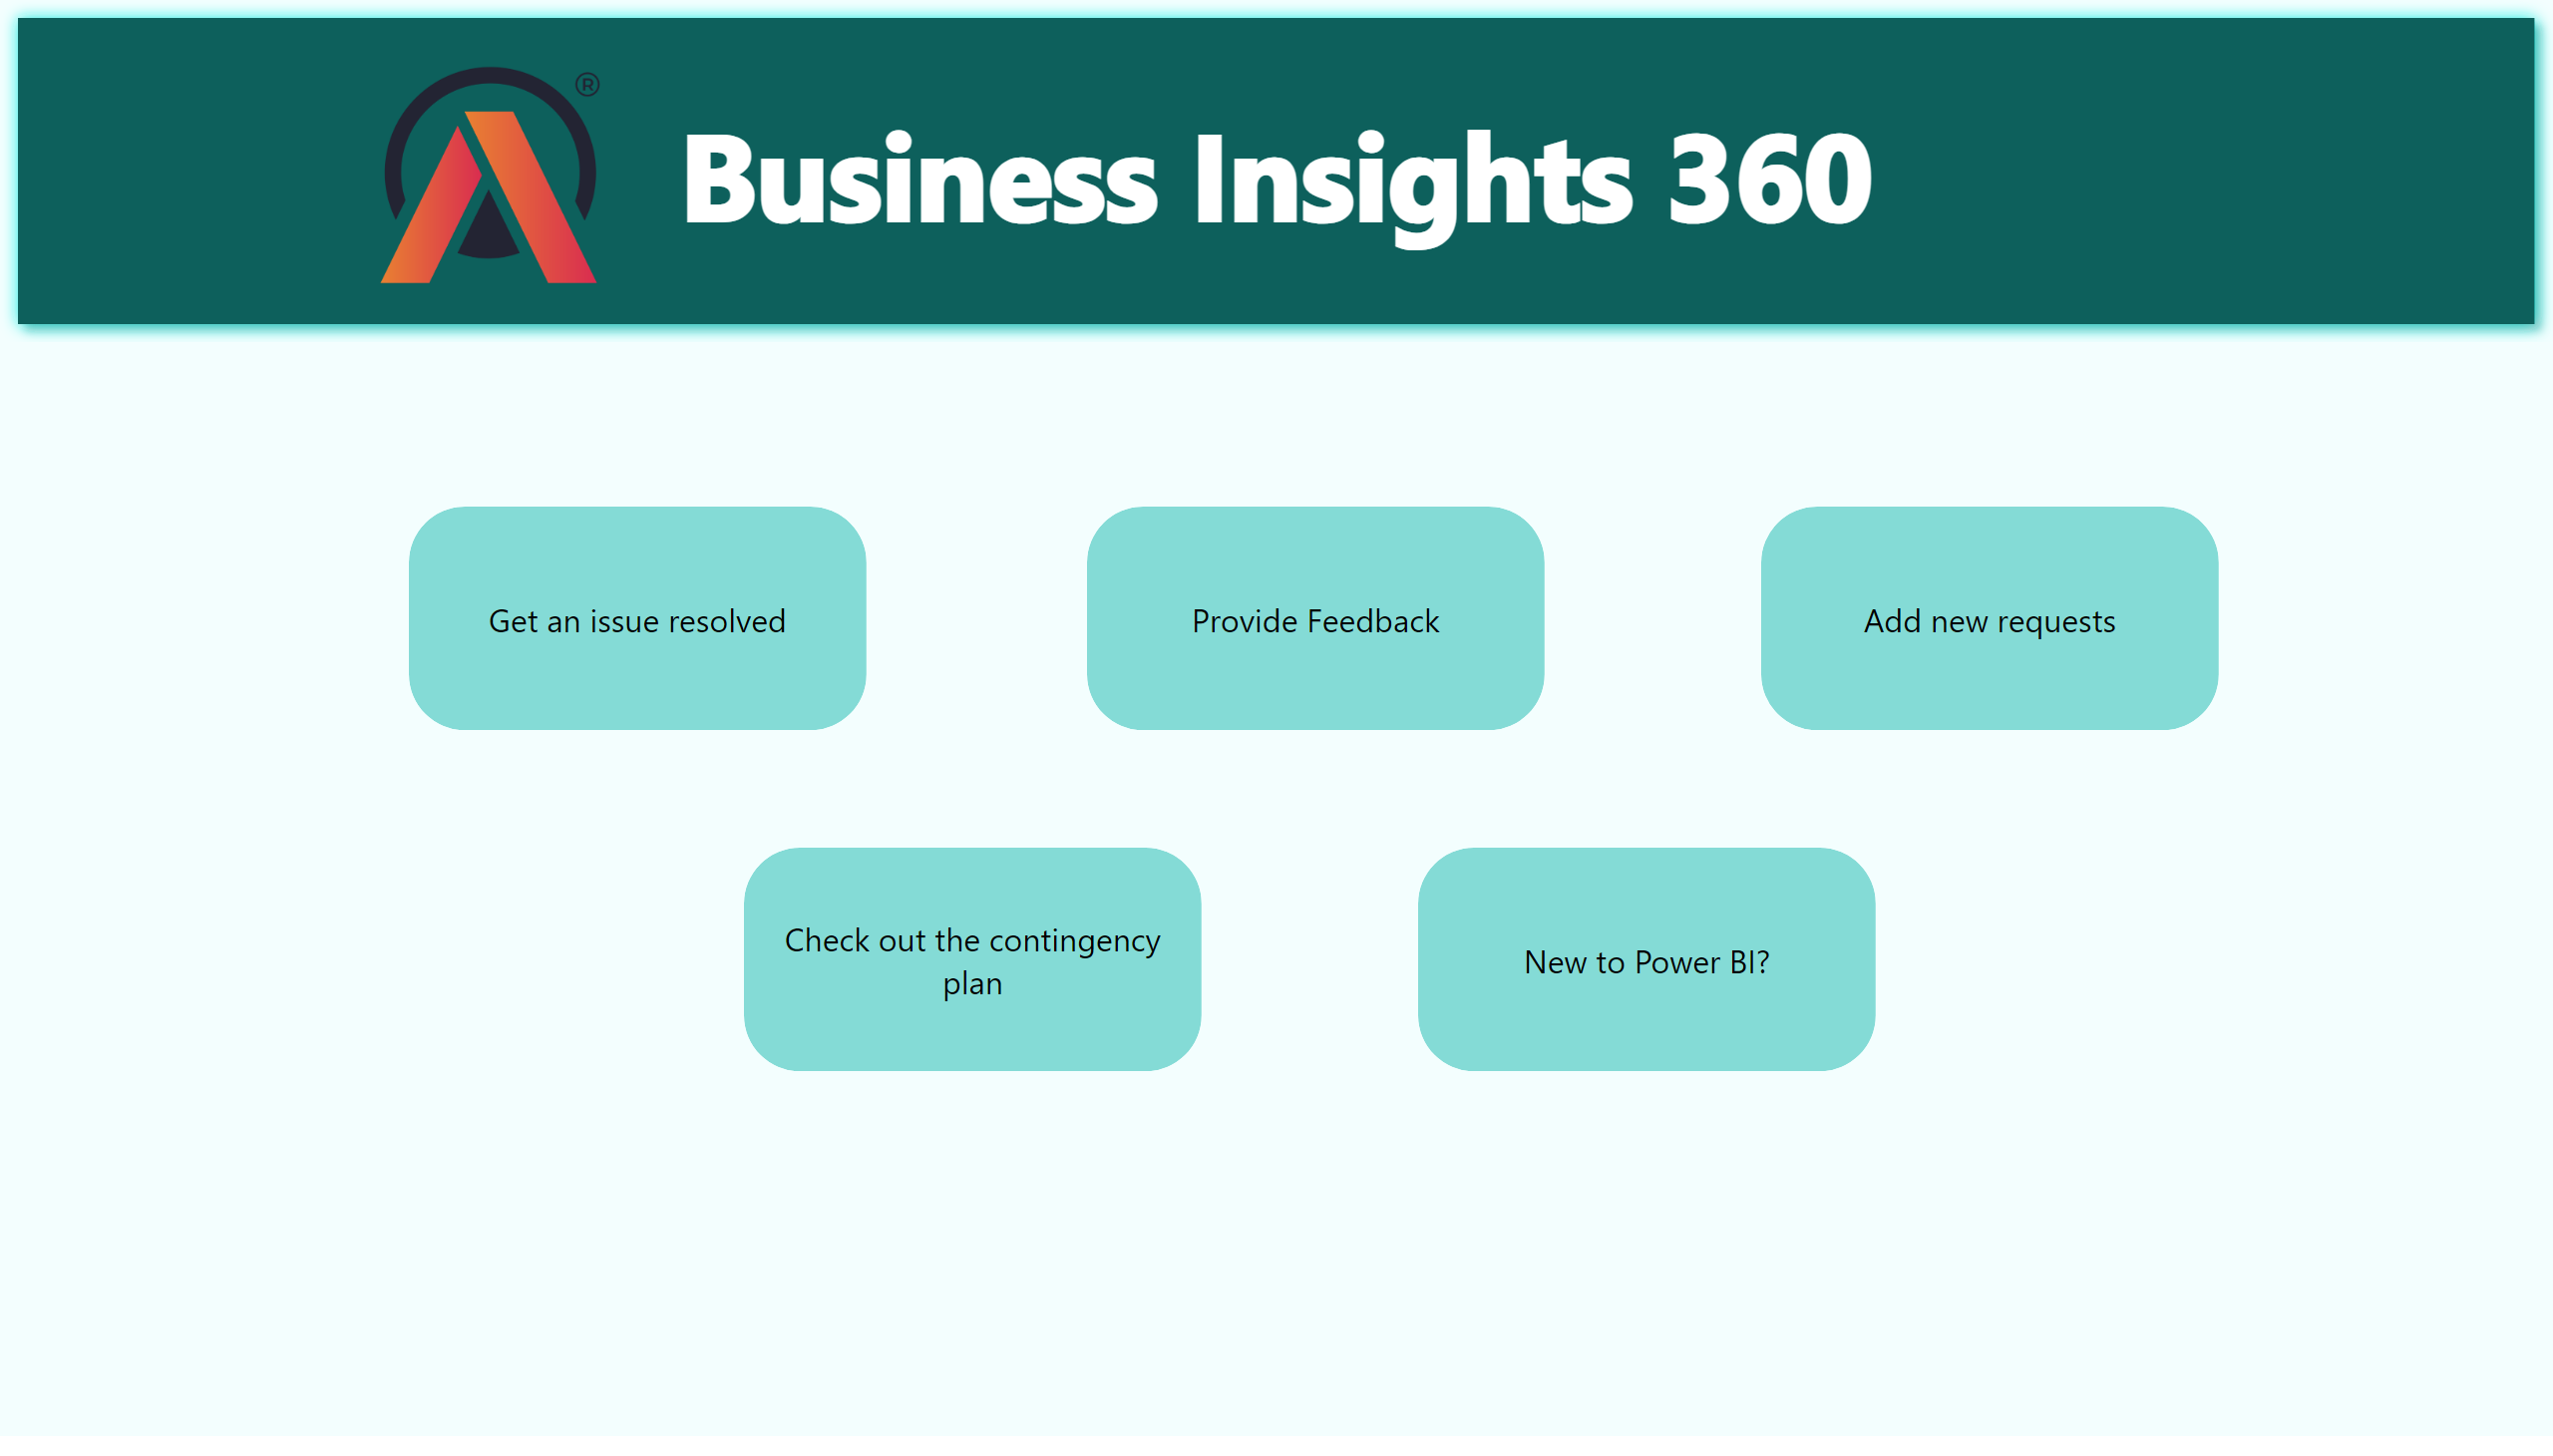 ®
Business Insights 360
Get an issue resolved
Provide Feedback
Add new requests
Check out the contingency
plan
New to Power BI?